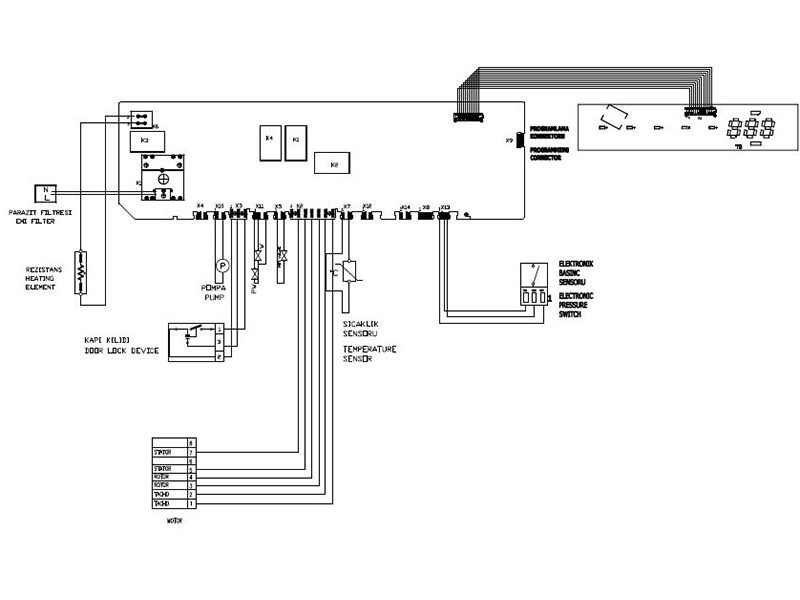 PROGRAMLAMA
KONNEKTORU
PROGRAMMING
CONNECTOR
X9
K6
K3
K4
K1
K2
N
L
PARAZIT FILTRESI
EMI FILTER
X4
X10
X3
X11
X5
X2
X7
X12
X14
X8
X13
REZISTANS
HEATING
ELEMENT
P
POMPA
PUMP
PW
V
°C
SICAKLIK
SENSORU
TEMPERATURE
SENSOR
KAPI KILIDI
DOOR LOCK DEVICE
1
3
2
ELEKTRONIK
BASINC
SENSORU
ELECTRONIC
PRESSURE
SWITCH
1
8
STATOR 7
6
STATOR 5
ROTOR 4
ROTOR 3
TACHO 2
TACHO 1
MOTOR